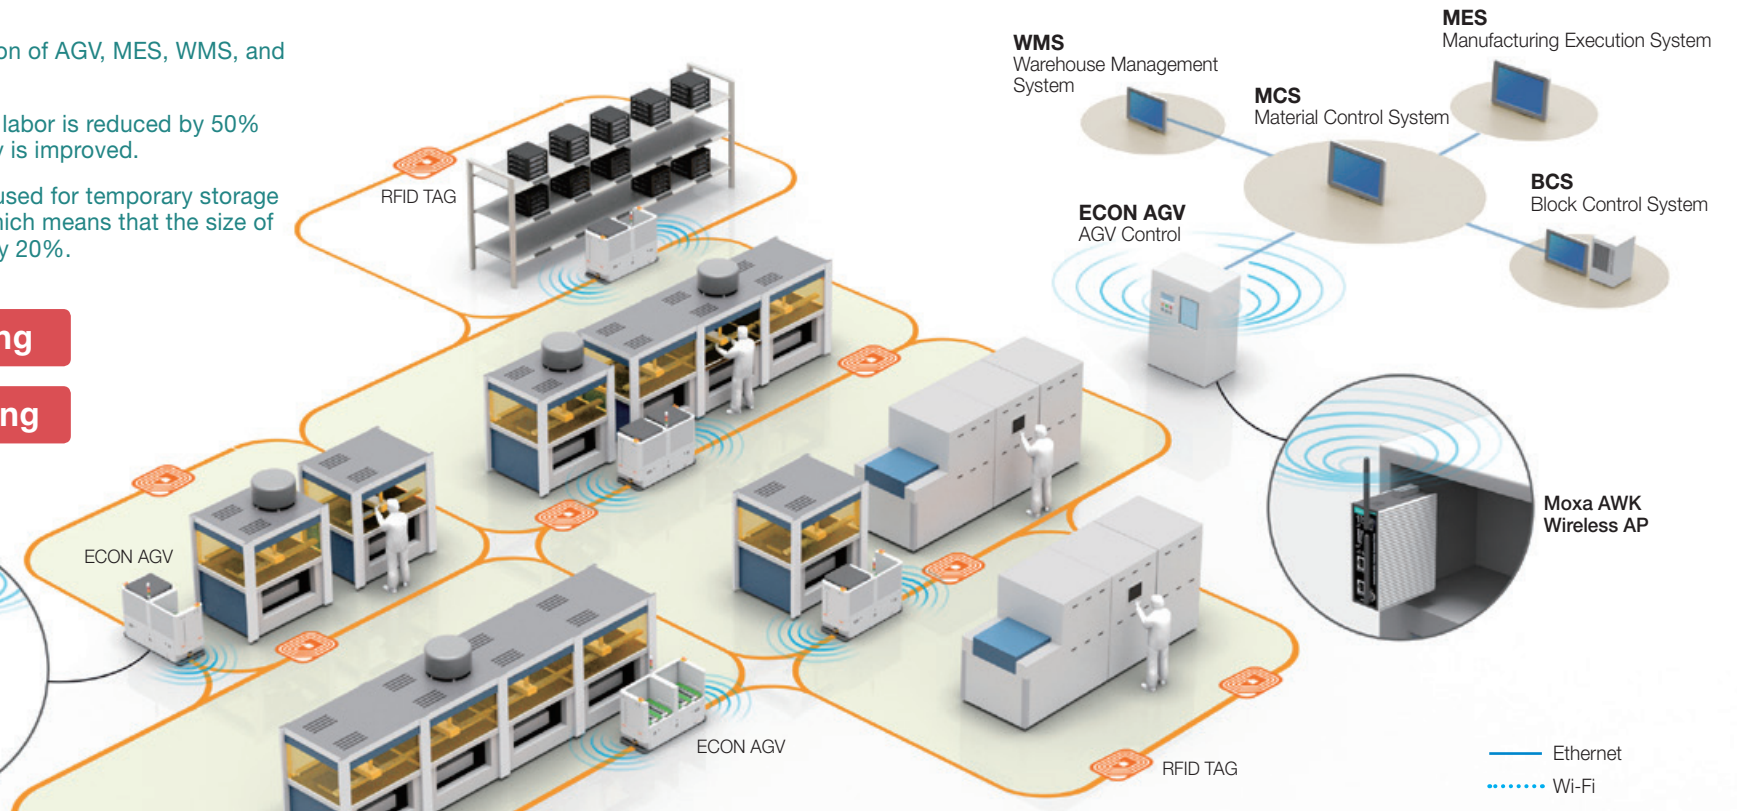 on of AGV, MES, WMS, and
labor is reduced by 50%
y is improved.
used for temporary storage
hich means that the size of
y 20%.
ng
ng
RFID TAG
ECON AGV
ECON AGV
RFID TAG
WMS
Warehouse Management
System
MES
Manufacturing Execution System
MCS
Material Control System
BCS
Block Control System
ECON AGV
AGV Control
Moxa AWK
Wireless AP
Ethernet
Wi-Fi